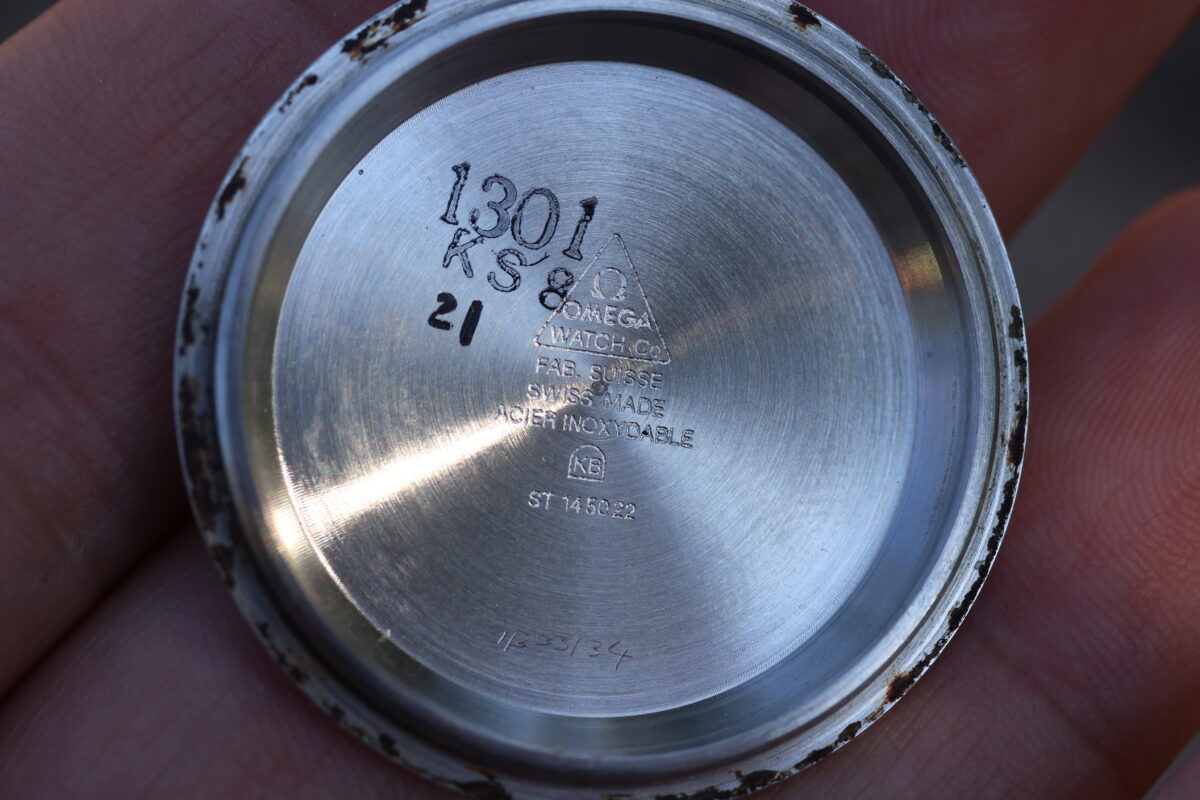 1301
KS 8
21
Ω
OMEGA
WATCH Co
FAB. SUISSE
SWISS MADE
ACIER INOXYDABLE
KB
ST 145022